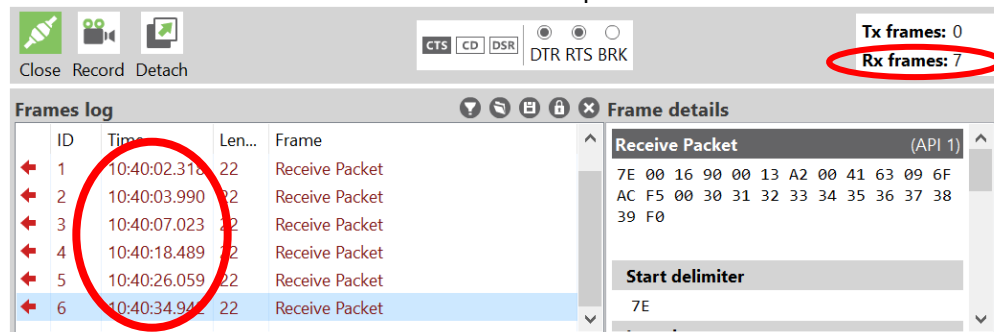 CTS CD DSR
DTR RTS BRK
Close Record Detach
Tx frames: 0
Rx frames: 7
Frames log
ID Time Len... Frame
1 10:40:02.318 22 Receive Packet
2 10:40:03.990 22 Receive Packet
3 10:40:07.023 22 Receive Packet
4 10:40:18.489 22 Receive Packet
5 10:40:26.059 22 Receive Packet
6 22 Receive Packet
Frame details
Receive Packet (API 1)
7E 00 16 90 00 13 A2 00 41 63 09 6F
AC F5 00 30 31 32 33 34 35 36 37 38
39 F0
Start delimiter
7E